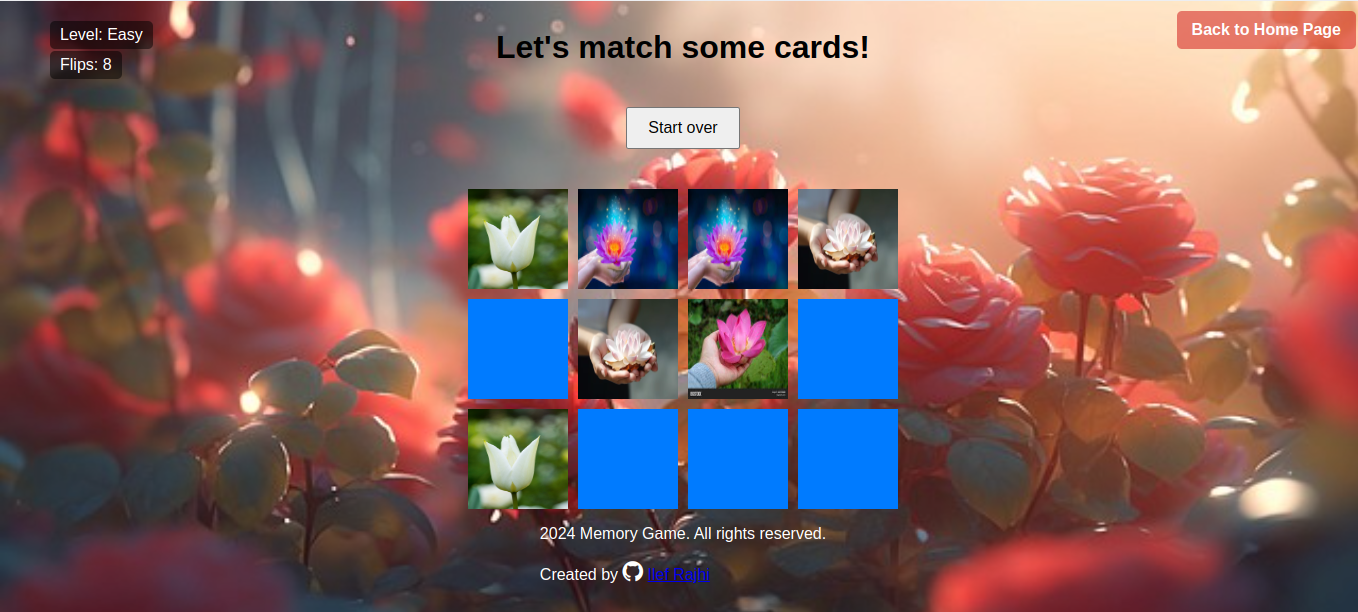 Level: Easy
Flips: 8
Let's match some cards!
Back to Home Page
Start over
2024 Memory Game. All rights reserved.
Created by Ilef Rajhi